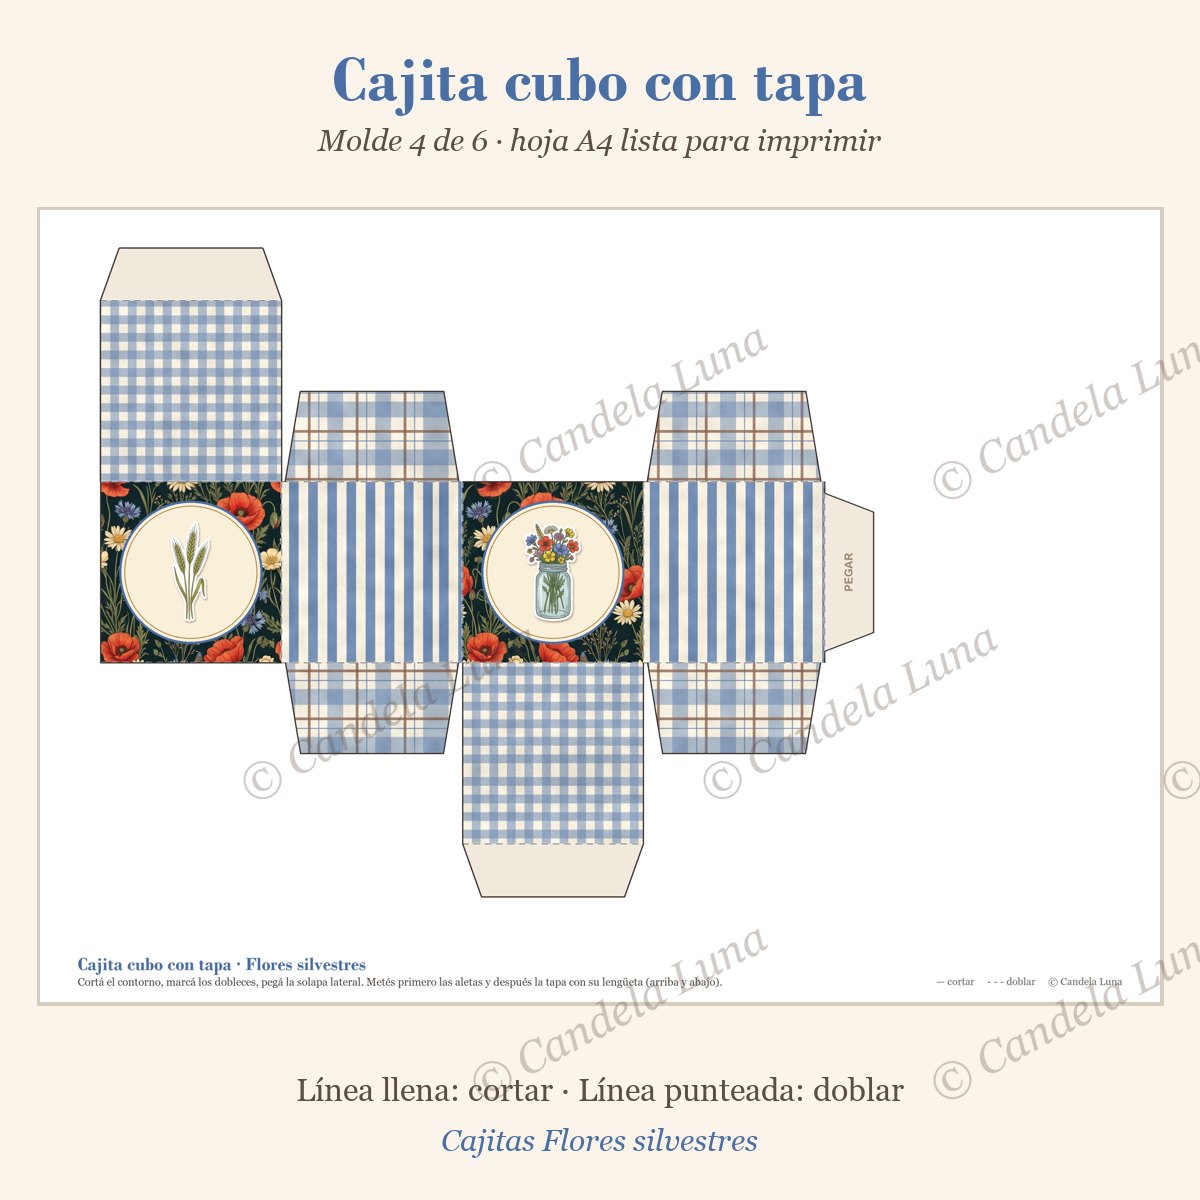 Cajita cubo con tapa
Molde 4 de 6 · hoja A4 lista para imprimir
© Candela Luna
© Candela Lun
PEGAR
© Candela Luna
© Candela Luna
©
Cajita cubo con tapa · Flores silvestres
Cortá el contorno, marcá los dobleces, pegá la solapa lateral. Metés primero las aletas y después la tapa con su lengüeta (arriba y abajo).
— cortar - - - doblar © Candela Luna
© Candela Luna
© Candela Lun
Línea llena: cortar · Línea punteada: doblar
Cajitas Flores silvestres